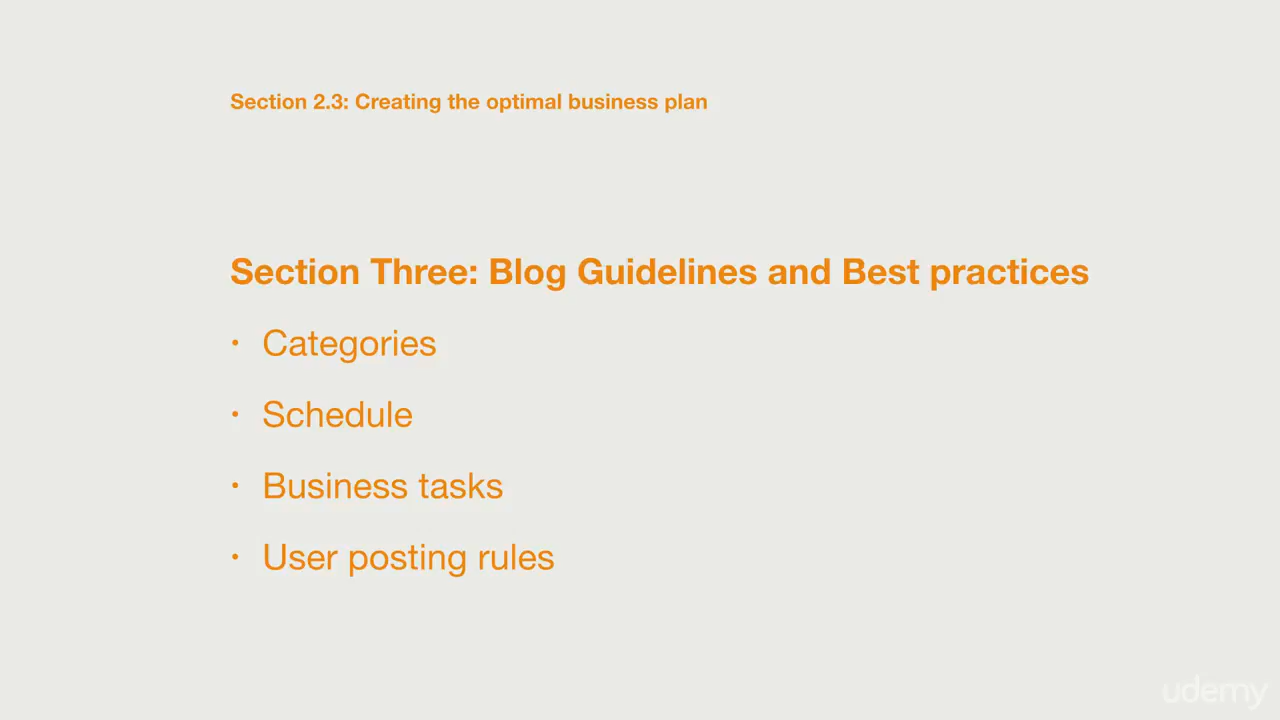 Section 2.3: Creating the optimal business plan
Section Three: Blog Guidelines and Best practices
• Categories
• Schedule
• Business tasks
• User posting rules
udemy